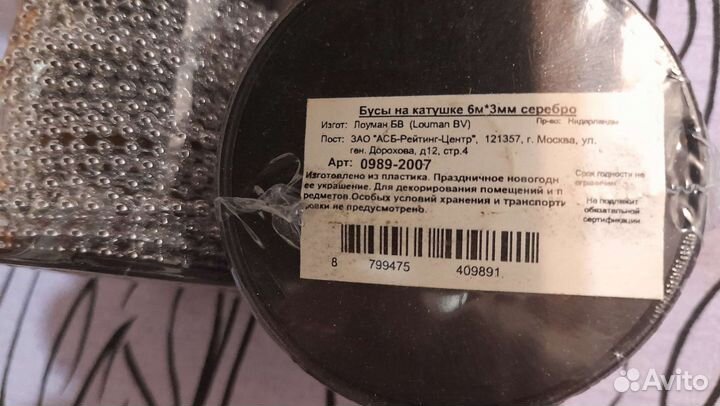 Бусы на катушке 6м*3мм серебро
Изгот: Лоуман БВ (Louman BV) Пр-во: Нидерланды
Пост: ЗАО "АСБ-Рейтинг-Центр", 121357, г. Москва, ул.
ген. Дорохова, д12, стр.4
Арт: 0989-2007
Изготовлено из пластика. Праздничное новогодн
ее украшение. Для декорирования помещений и п
редметов.Особых условий хранения и транспорти
ровки не предусмотрено.
Срок годности не
ограничен
Не подлежит
обязательной
сертификации
8 799475 409891
Avito